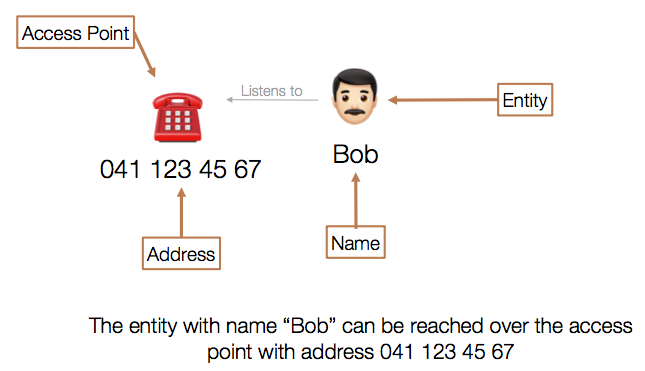 Access Point
Listens to
Entity
Bob
041 123 45 67
Name
Address
The entity with name “Bob” can be reached over the access
point with address 041 123 45 67